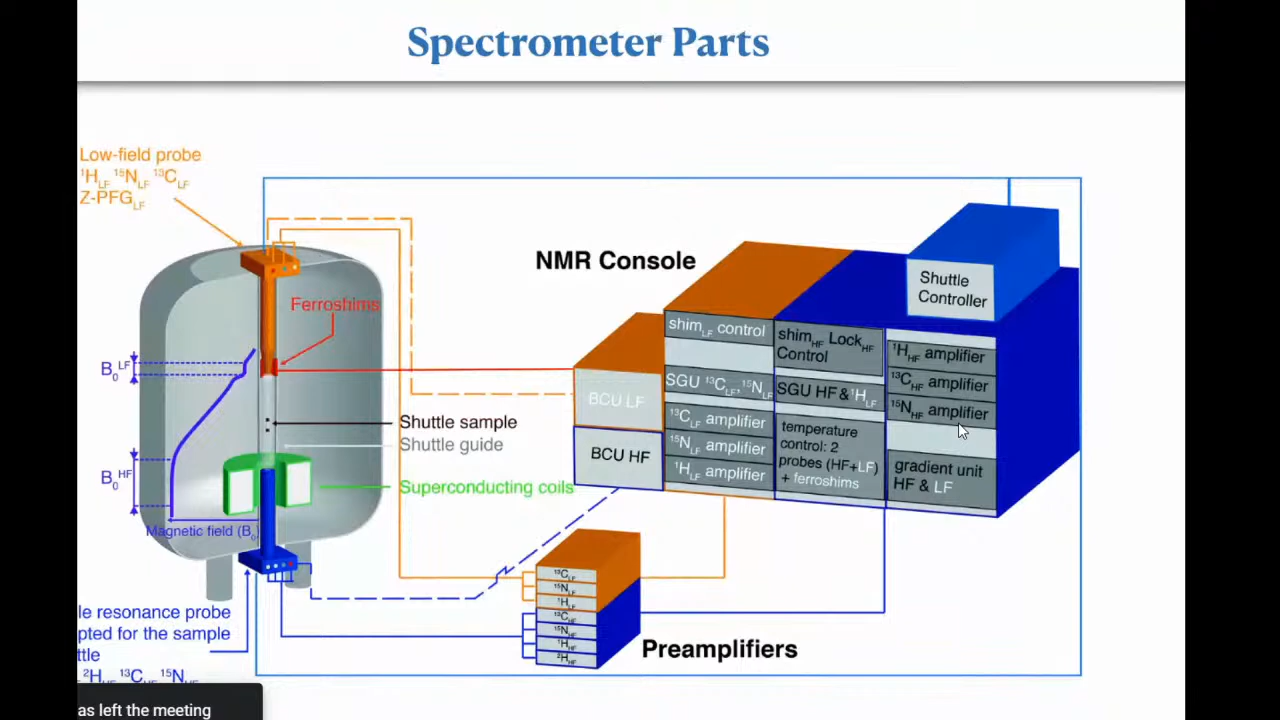 Spectrometer Parts
Low-field probe
¹H_LF ¹⁵N_LF ¹³C_LF
Z-PFG_LF
NMR Console
Ferroshims
B₀^LF
Shuttle sample
Shuttle guide
B₀^HF
Superconducting coils
Magnetic field (B₀)
Shuttle
Controller
shim_LF control
SGU ¹³C_LF, ¹⁵N_LF
¹³C_LF amplifier
¹⁵N_LF amplifier
¹H_LF amplifier
shim_HF Lock_HF
Control
SGU HF & ¹H_LF
temperature
control: 2
probes (HF+LF)
+ ferroshims
¹H_HF amplifier
¹³C_HF amplifier
¹⁵N_HF amplifier
gradient unit
HF & LF
BCU LF
BCU HF
¹³C_LF
¹⁵N_LF
¹H_LF
¹³C_HF
¹⁵N_HF
¹H_HF
²H_HF
Preamplifiers
le resonance probe
pted for the sample
ttle
²H_HF ¹³C_HF ¹⁵N_HF
as left the meeting